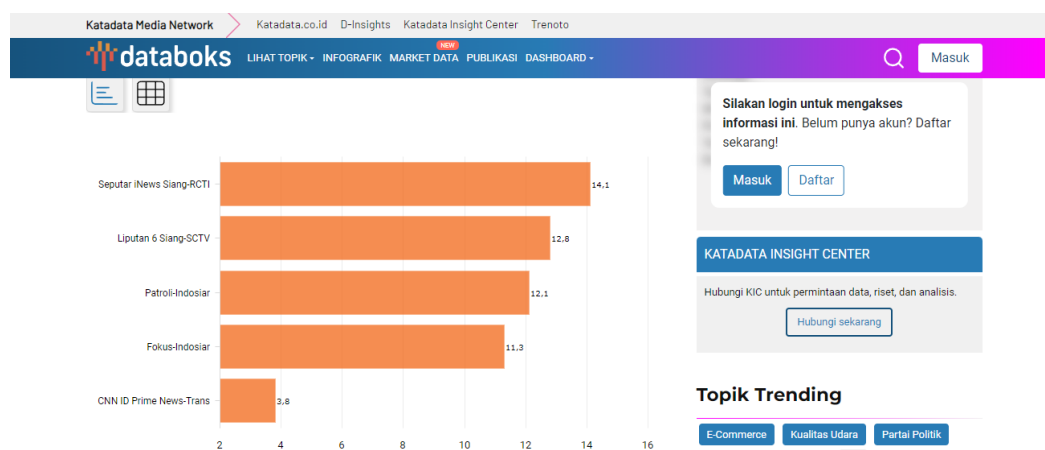 Katadata Media Network Katadata.co.id D-Insights Katadata Insight Center Trenoto
databoks LIHAT TOPIK INFOGRAFIK MARKET DATA NEW PUBLIKASI DASHBOARD Masuk
Silakan login untuk mengakses
informasi ini. Belum punya akun? Daftar
sekarang!
Masuk Daftar
Seputar iNews Siang-RCTI 14,1
Liputan 6 Siang-SCTV 12,8
Patroli-Indosiar 12,1
Fokus-Indosiar 11,3
CNN ID Prime News-Trans 3,8
2 4 6 8 10 12 14 16
KATADATA INSIGHT CENTER
Hubungi KIC untuk permintaan data, riset, dan analisis.
Hubungi sekarang
Topik Trending
E-Commerce Kualitas Udara Partai Politik